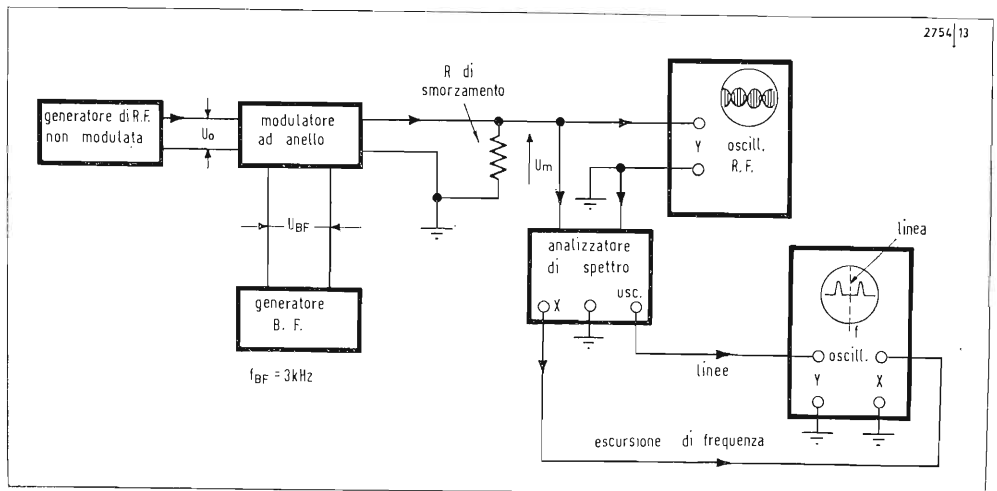 2754|13
R di
smorzamento
generatore di R.F.
non modulata
Uo
modulatore
ad anello
Um
Y
oscill.
R.F.
UBF
generatore
B. F.
fBF = 3kHz
analizzatore
di spettro
usc.
X
linea
f
oscill.
Y
X
linee
escursione di frequenza